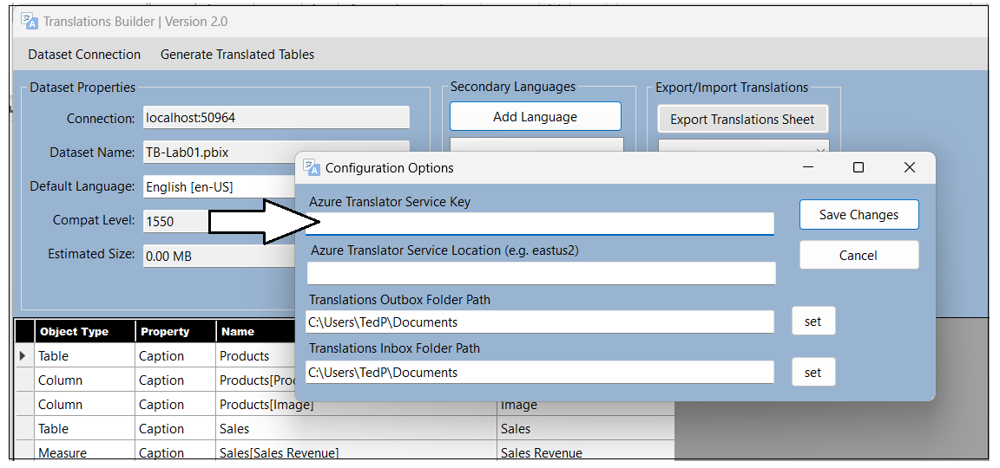 Translations Builder | Version 2.0
Dataset Connection Generate Translated Tables
Dataset Properties
Connection: localhost:50964
Dataset Name: TB-Lab01.pbix
Default Language: English [en-US]
Compat Level: 1550
Estimated Size: 0.00 MB
Secondary Languages
Add Language
Export/Import Translations
Export Translations Sheet
Configuration Options
Azure Translator Service Key
Azure Translator Service Location (e.g. eastus2)
Translations Outbox Folder Path
C:\Users\TedP\Documents set
Translations Inbox Folder Path
C:\Users\TedP\Documents set
Save Changes
Cancel
Object Type Property Name
Table Caption Products
Column Caption Products[Pro
Column Caption Products[Image] Image
Table Caption Sales Sales
Measure Caption Sales[Sales Revenue] Sales Revenue